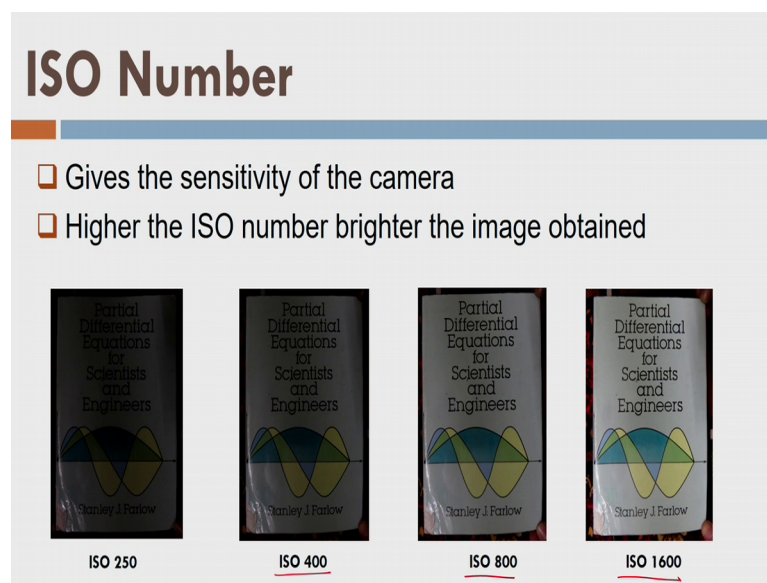 ISO Number
Gives the sensitivity of the camera
Higher the ISO number brighter the image obtained
Partial
Differential
Equations
for
Scientists
and
Engineers
Stanley J. Farlow
ISO 250
Partial
Differential
Equations
for
Scientists
and
Engineers
Stanley J. Farlow
ISO 400
Partial
Differential
Equations
for
Scientists
and
Engineers
Stanley J. Farlow
ISO 800
Partial
Differential
Equations
for
Scientists
and
Engineers
Stanley J. Farlow
ISO 1600